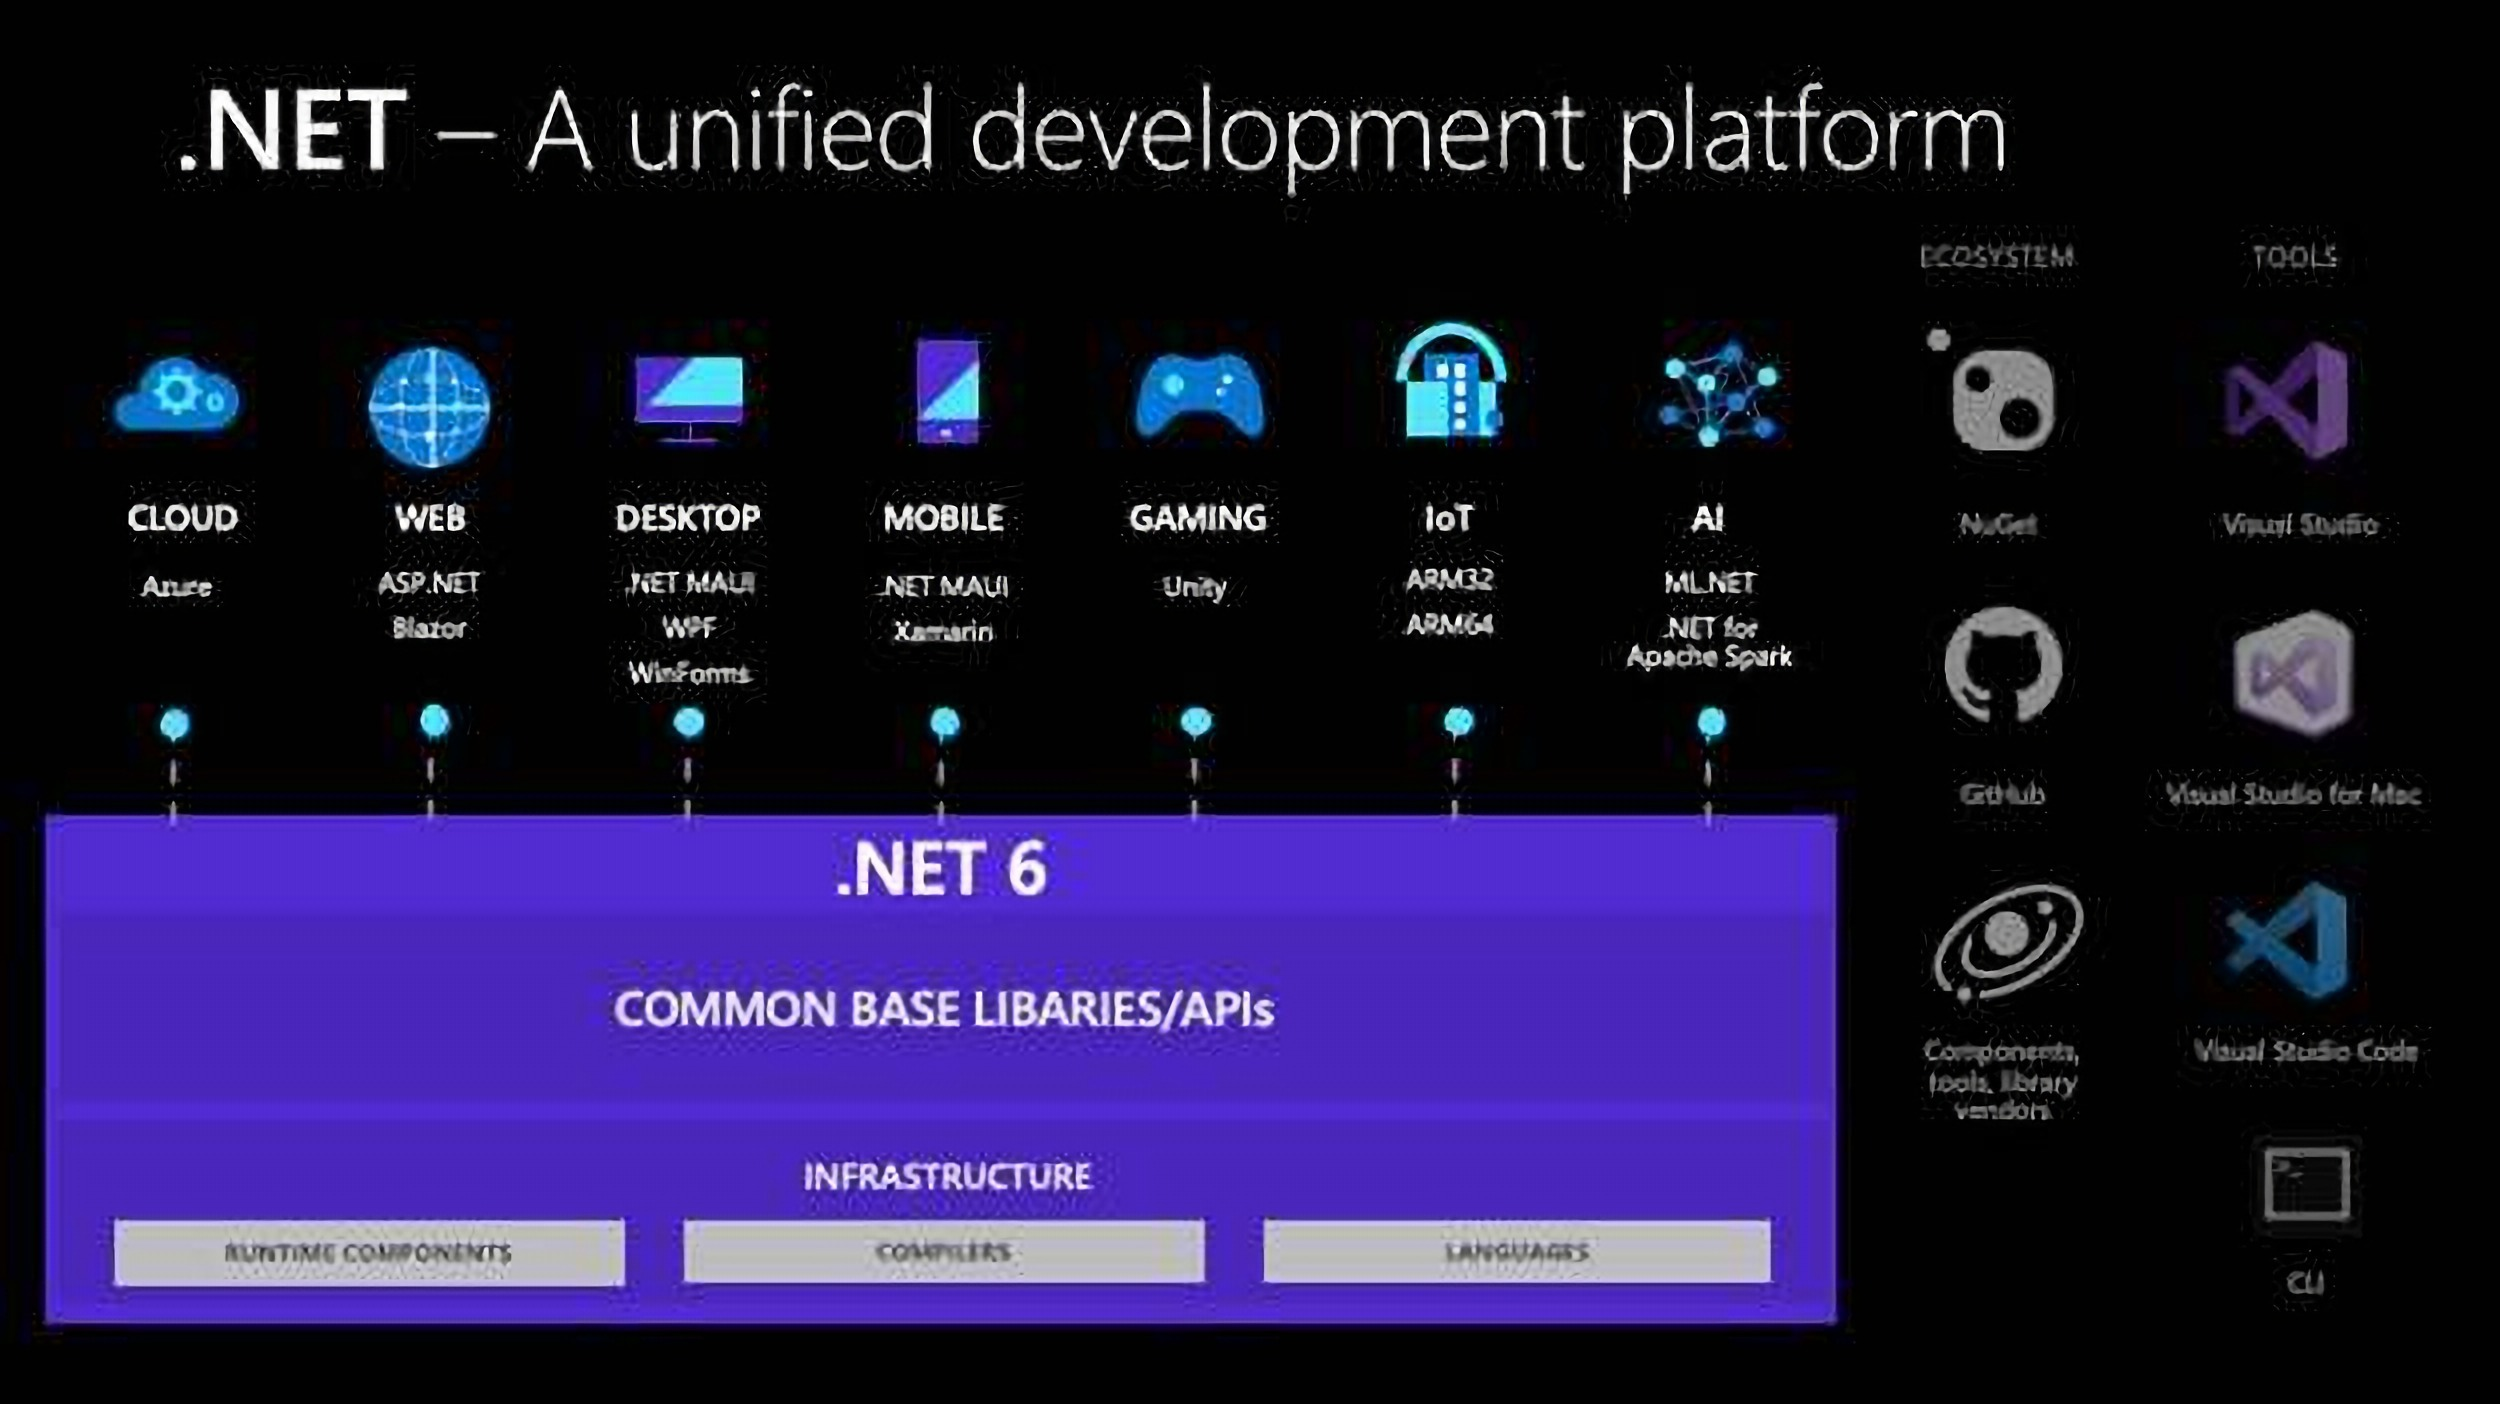 .NET – A unified development platform
ECOSYSTEM
TOOLS
CLOUD
Azure
WEB
ASP.NET
Blazor
DESKTOP
.NET MAUI
WPF
WinForms
MOBILE
.NET MAUI
Xamarin
GAMING
Unity
IoT
ARM32
ARM64
AI
ML.NET
.NET for
Apache Spark
NuGet
Visual Studio
GitHub
Visual Studio for Mac
Components,
tools, library
vendors
Visual Studio Code
CLI
.NET 6
COMMON BASE LIBARIES/APIs
INFRASTRUCTURE
RUNTIME COMPONENTS
COMPILERS
LANGUAGES